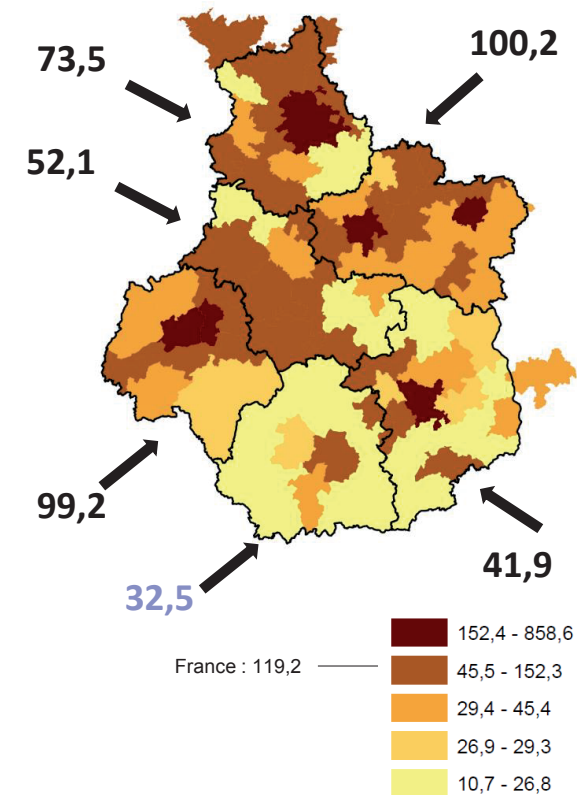 100,2
73,5
52,1
99,2
41,9
32,5
France : 119,2
152,4 - 858,6
45,5 - 152,3
29,4 - 45,4
26,9 - 29,3
10,7 - 26,8